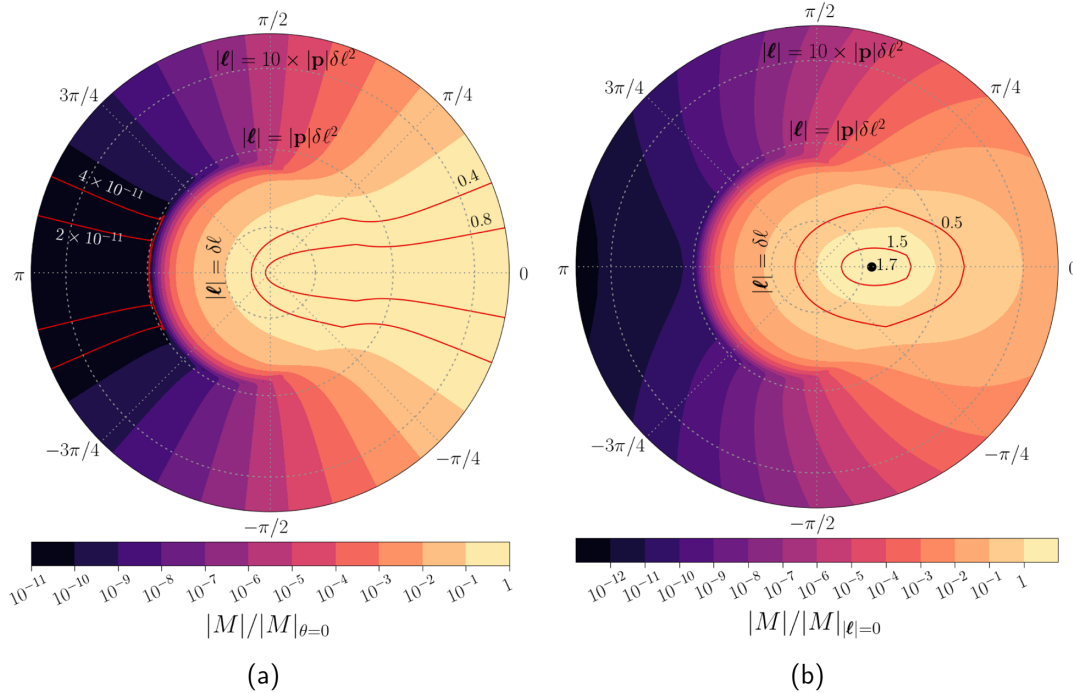 π/2
|ℓ| = 10 × |p|δℓ²
3π/4
π/4
|ℓ| = |p|δℓ²
4 × 10⁻¹¹
0.4
2 × 10⁻¹¹
0.8
|ℓ| = δℓ
π
0
−3π/4
−π/4
−π/2
10⁻¹¹ 10⁻¹⁰ 10⁻⁹ 10⁻⁸ 10⁻⁷ 10⁻⁶ 10⁻⁵ 10⁻⁴ 10⁻³ 10⁻² 10⁻¹ 1
|M|/|M|θ=0
(a)
π/2
|ℓ| = 10 × |p|δℓ²
3π/4
π/4
|ℓ| = |p|δℓ²
0.5
1.5
|ℓ| = δℓ
1.7
π
0
−3π/4
−π/4
−π/2
10⁻¹² 10⁻¹¹ 10⁻¹⁰ 10⁻⁹ 10⁻⁸ 10⁻⁷ 10⁻⁶ 10⁻⁵ 10⁻⁴ 10⁻³ 10⁻² 10⁻¹ 1
|M|/|M||ℓ|=0
(b)